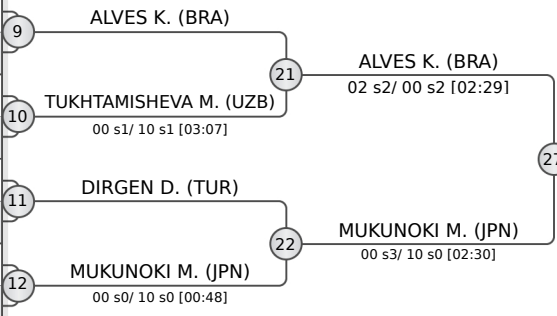 9
ALVES K. (BRA)
21
ALVES K. (BRA)
02 s2/ 00 s2 [02:29]
10
TUKHTAMISHEVA M. (UZB)
00 s1/ 10 s1 [03:07]
27
11
DIRGEN D. (TUR)
22
MUKUNOKI M. (JPN)
00 s3/ 10 s0 [02:30]
12
MUKUNOKI M. (JPN)
00 s0/ 10 s0 [00:48]